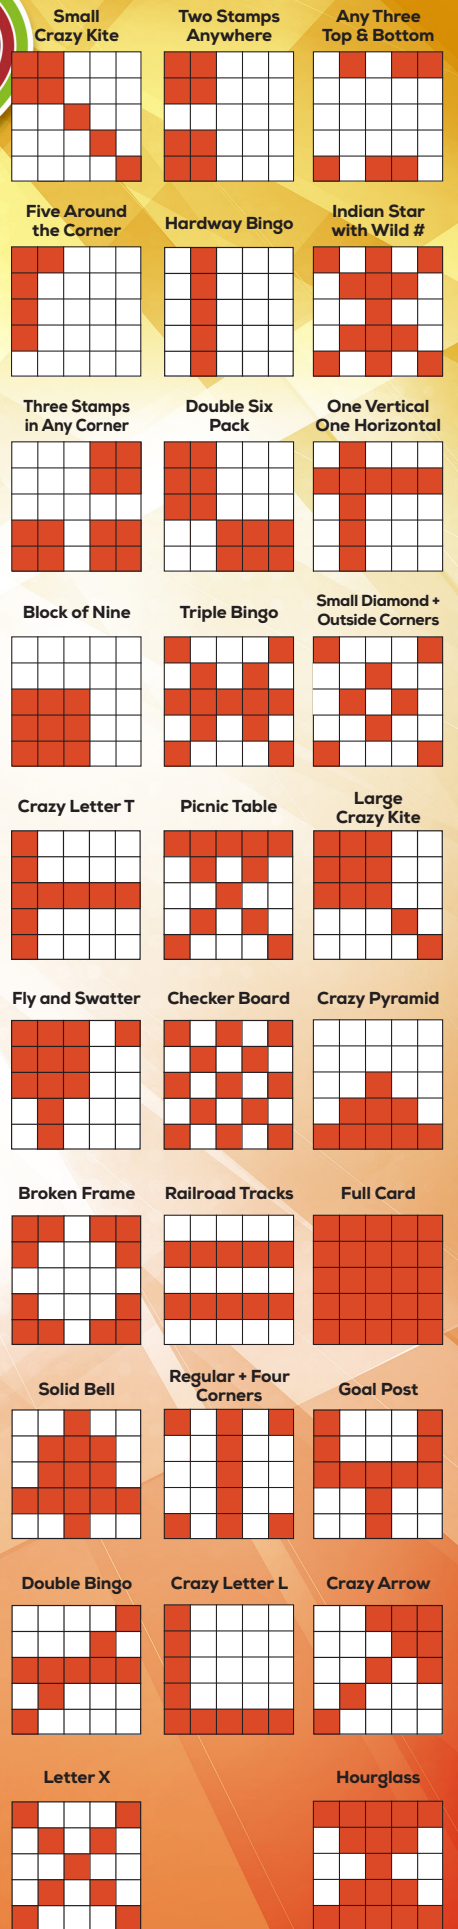 Small
Crazy Kite
Two Stamps
Anywhere
Any Three
Top & Bottom
Five Around
the Corner
Hardway Bingo
Indian Star
with Wild #
Three Stamps
in Any Corner
Double Six
Pack
One Vertical
One Horizontal
Block of Nine
Triple Bingo
Small Diamond +
Outside Corners
Crazy Letter T
Picnic Table
Large
Crazy Kite
Fly and Swatter
Checker Board
Crazy Pyramid
Broken Frame
Railroad Tracks
Full Card
Solid Bell
Regular + Four
Corners
Goal Post
Double Bingo
Crazy Letter L
Crazy Arrow
Letter X
Hourglass